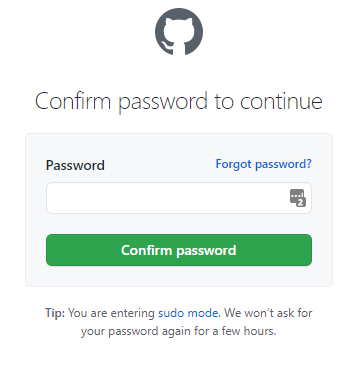 Confirm password to continue
Password Forgot password?
2
Confirm password
Tip: You are entering sudo mode. We won’t ask for
your password again for a few hours.